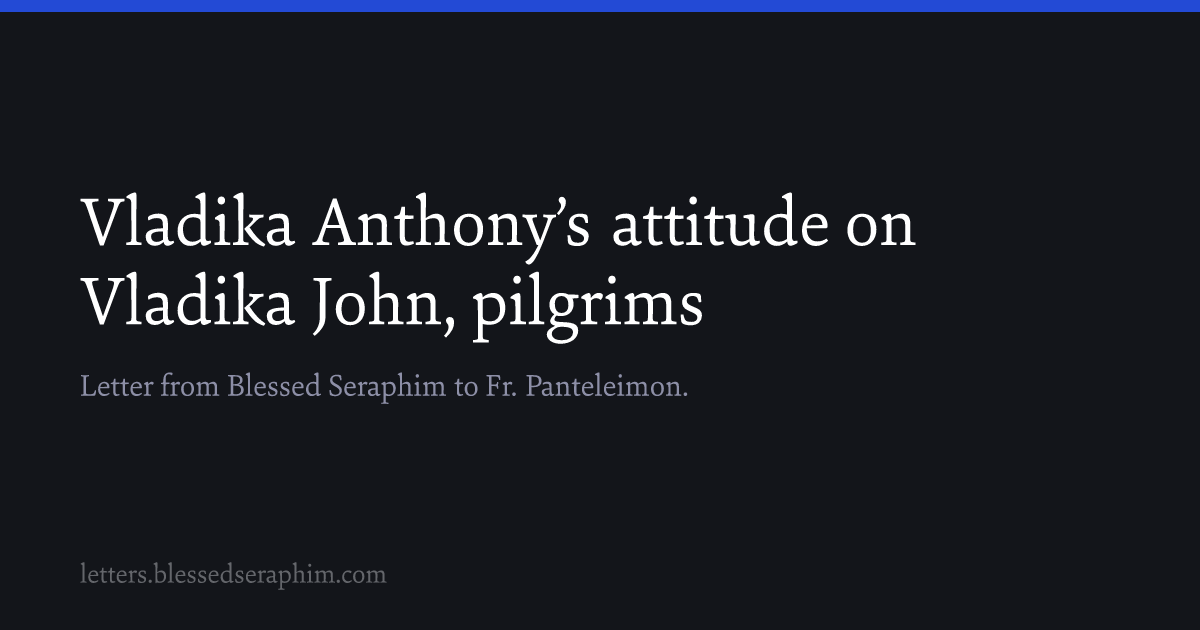 Vladika Anthony’s attitude on
Vladika John, pilgrims
Letter from Blessed Seraphim to Fr. Panteleimon.
letters.blessedseraphim.com